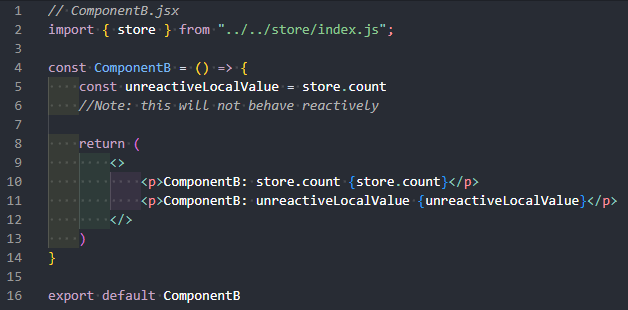 1 // ComponentB.jsx
2 import { store } from "../../store/index.js";
3
4 const ComponentB = () => {
5     const unreactiveLocalValue = store.count
6     //Note: this will not behave reactively
7
8     return (
9         <>
10             <p>ComponentB: store.count {store.count}</p>
11             <p>ComponentB: unreactiveLocalValue {unreactiveLocalValue}</p>
12         </>
13     )
14 }
15
16 export default ComponentB